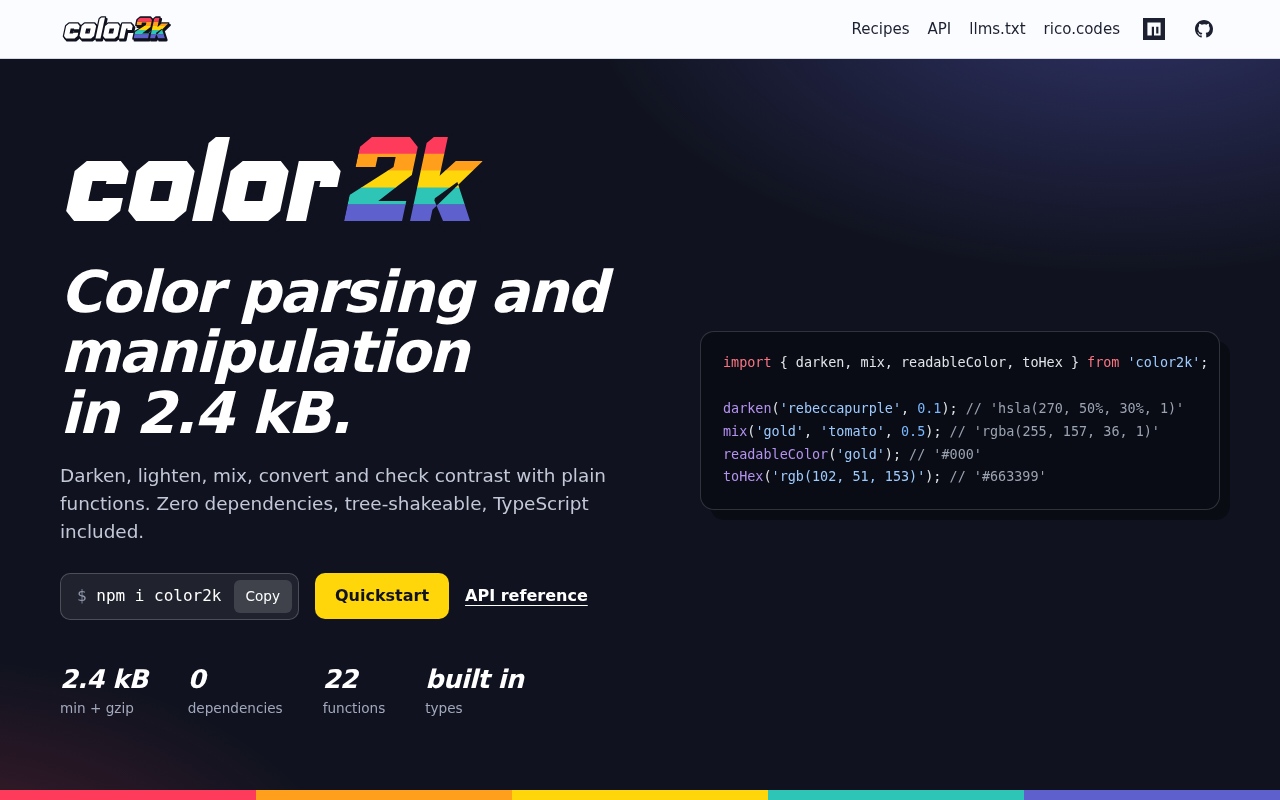 color2k
Recipes API llms.txt rico.codes
color2k
Color parsing and
manipulation
in 2.4 kB.
Darken, lighten, mix, convert and check contrast with plain
functions. Zero dependencies, tree-shakeable, TypeScript
included.
$ npm i color2k Copy Quickstart API reference
2.4 kB 0 22 built in
min + gzip dependencies functions types
import { darken, mix, readableColor, toHex } from 'color2k';
darken('rebeccapurple', 0.1); // 'hsla(270, 50%, 30%, 1)'
mix('gold', 'tomato', 0.5); // 'rgba(255, 157, 36, 1)'
readableColor('gold'); // '#000'
toHex('rgb(102, 51, 153)'); // '#663399'